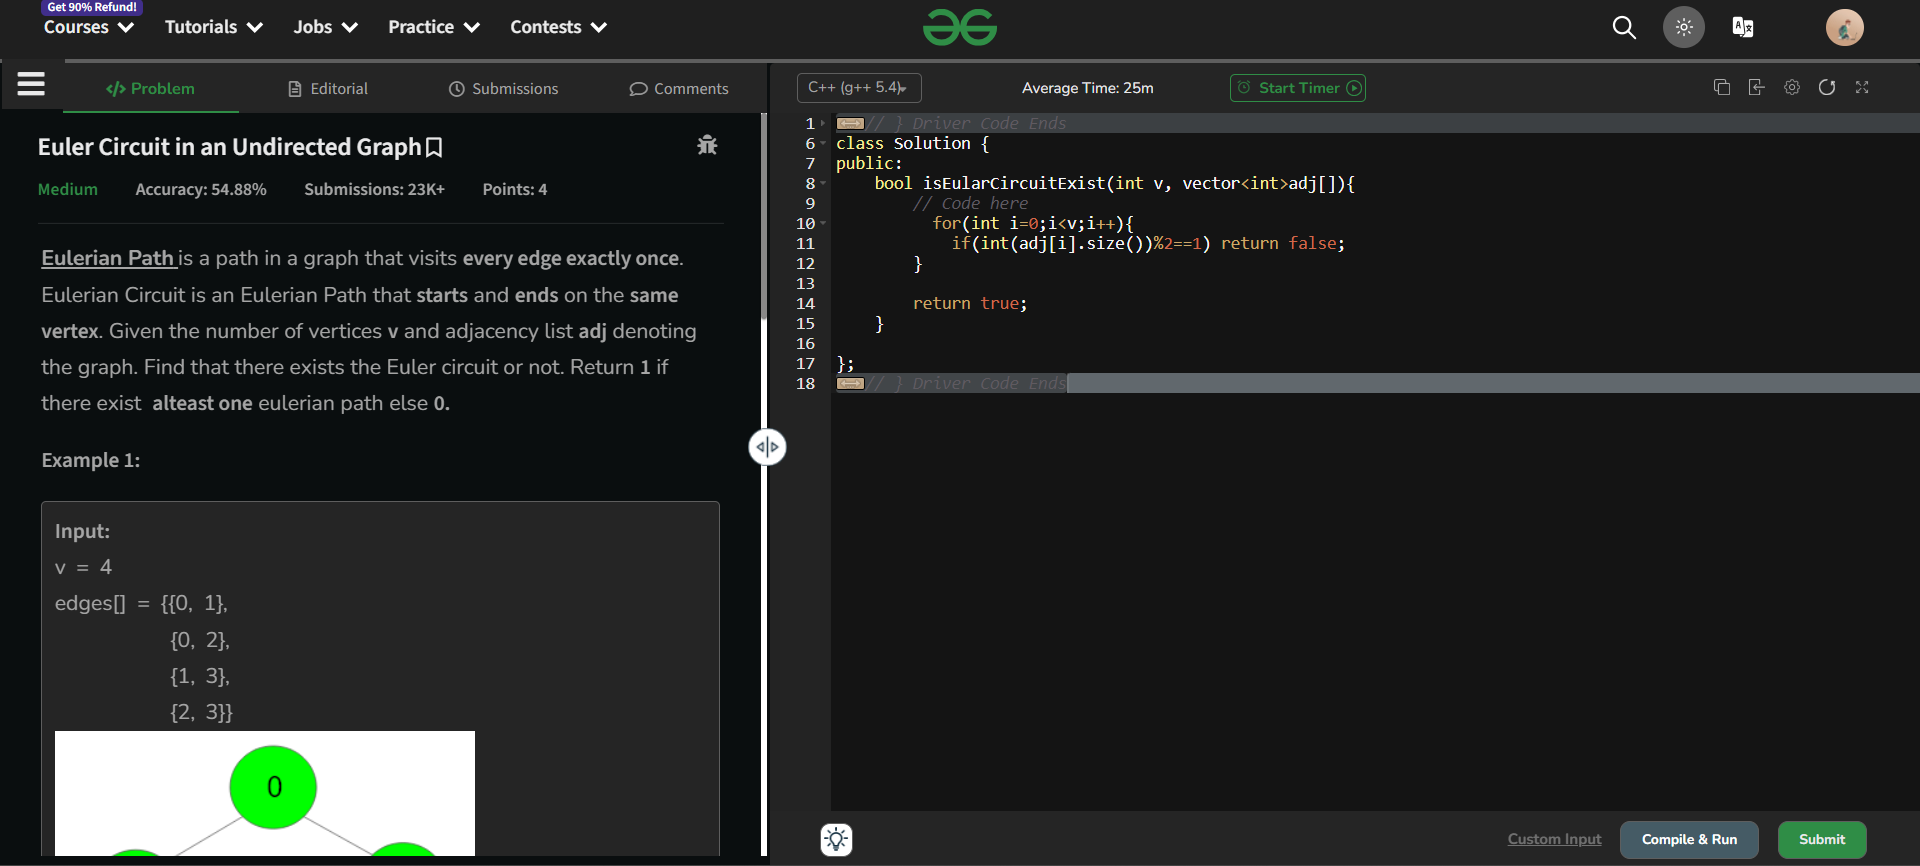 Get 90% Refund!
Courses Tutorials Jobs Practice Contests
Problem Editorial Submissions Comments
C++ (g++ 5.4) Average Time: 25m Start Timer
Euler Circuit in an Undirected Graph
Medium Accuracy: 54.88% Submissions: 23K+ Points: 4
Eulerian Path is a path in a graph that visits every edge exactly once.
Eulerian Circuit is an Eulerian Path that starts and ends on the same
vertex. Given the number of vertices v and adjacency list adj denoting
the graph. Find that there exists the Euler circuit or not. Return 1 if
there exist alteast one eulerian path else 0.
Example 1:
Input:
v = 4
edges[] = {{0, 1},
{0, 2},
{1, 3},
{2, 3}}
0
1 // } Driver Code Ends
6 class Solution {
7 public:
8 bool isEularCircuitExist(int v, vector<int>adj[]){
9 // Code here
10 for(int i=0;i<v;i++){
11 if(int(adj[i].size())%2==1) return false;
12 }
13
14 return true;
15 }
16
17 };
18 // } Driver Code Ends
Custom Input Compile & Run Submit